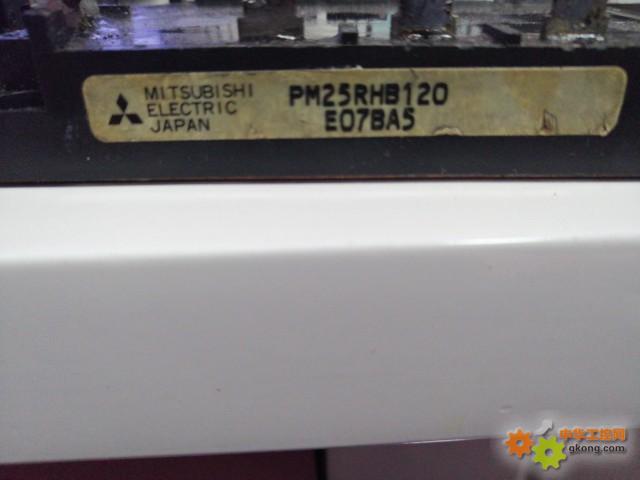 MITSUBISHI
ELECTRIC
JAPAN
PM25RHB120
E07BA5
中华工控网
gkong.com